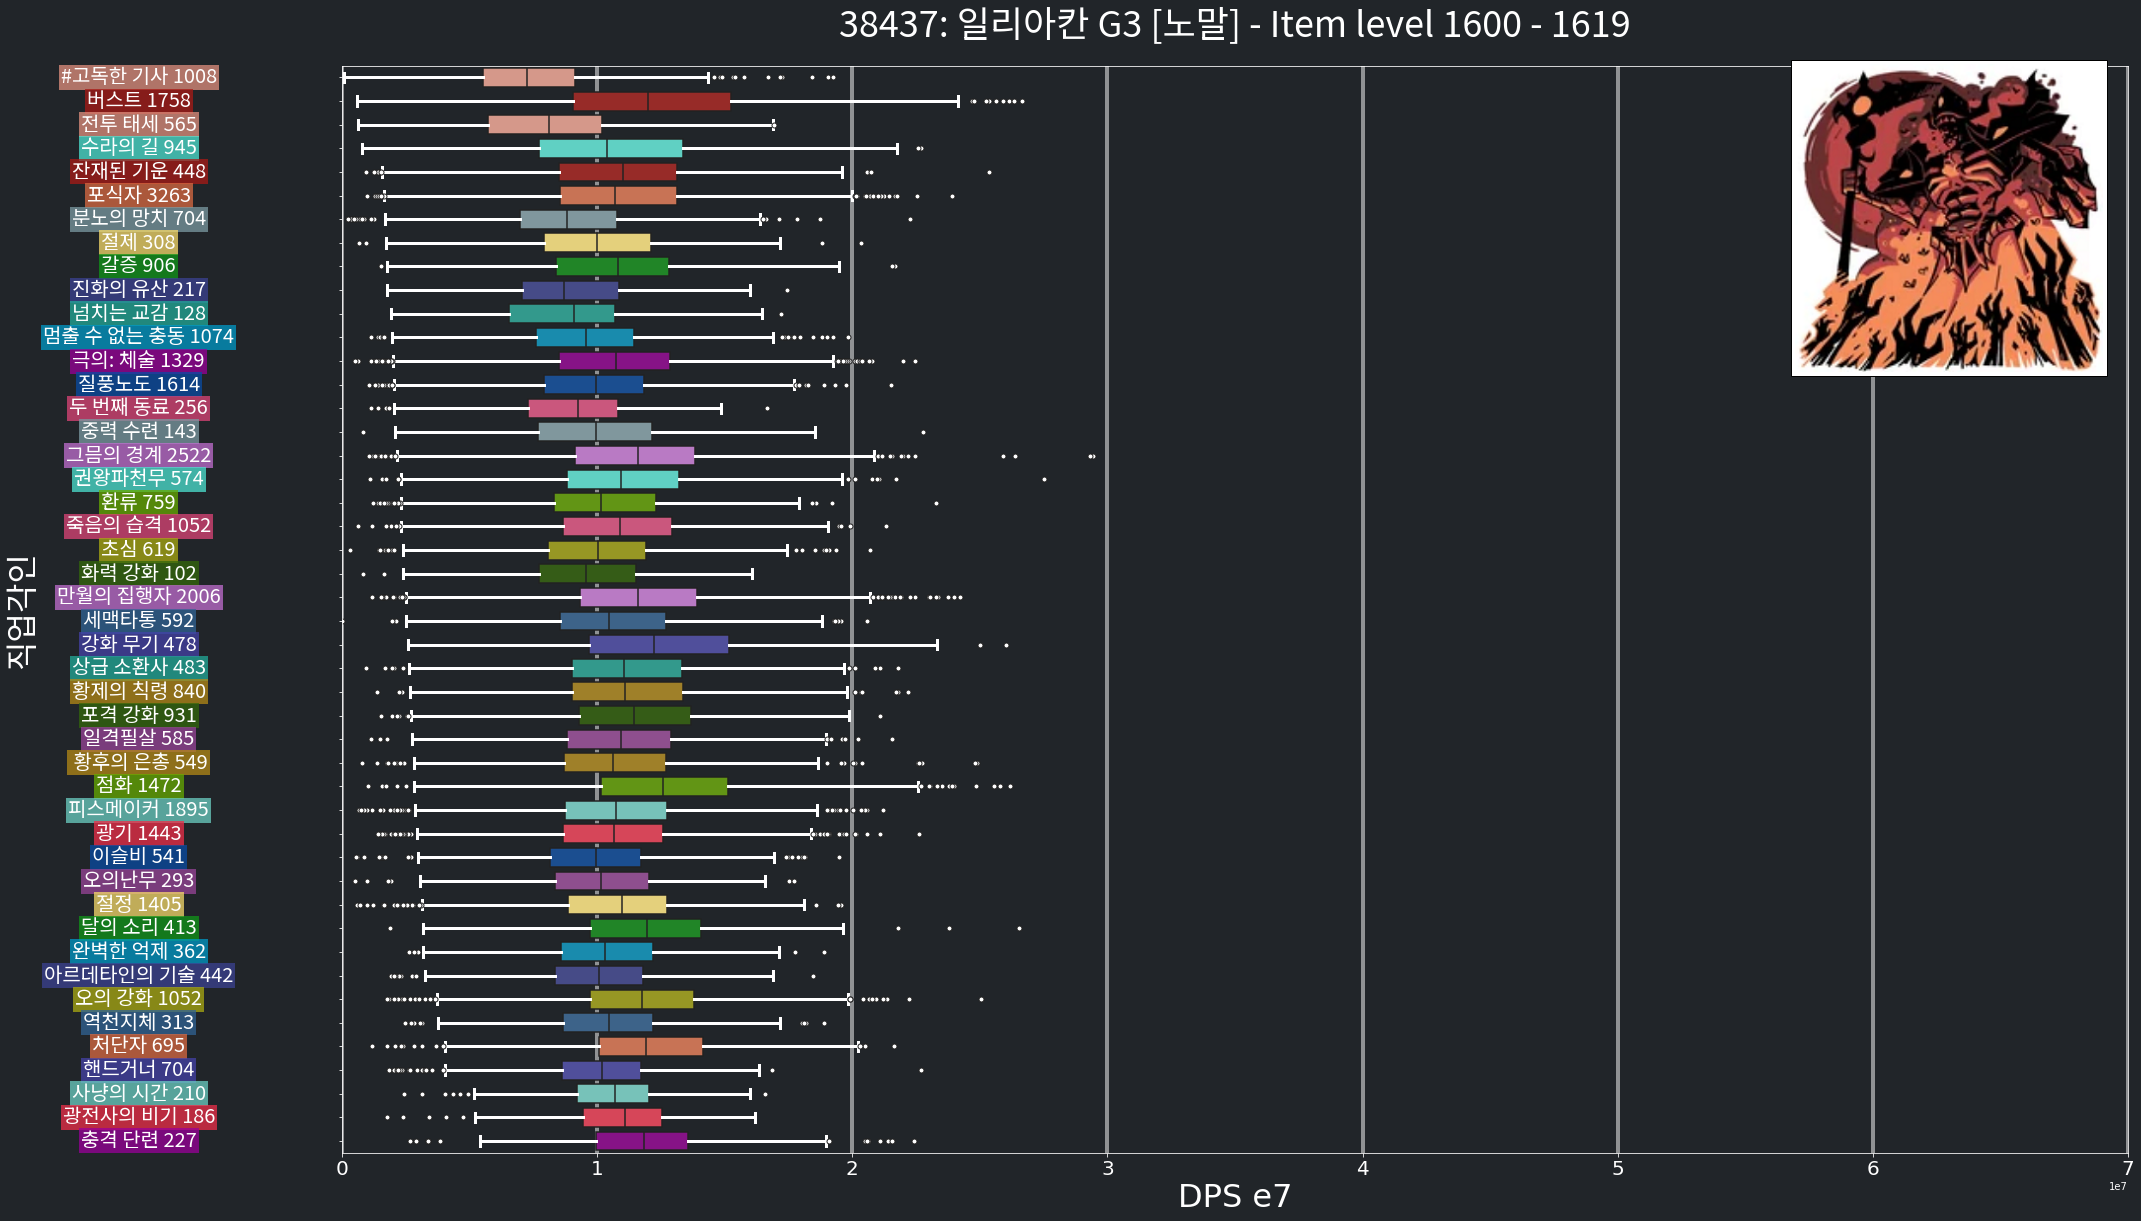 38437: 일리아칸 G3 [노말] - Item level 1600 - 1619
#고독한 기사 1008
버스트 1758
전투 태세 565
수라의 길 945
잔재된 기운 448
포식자 3263
분노의 망치 704
절제 308
갈증 906
진화의 유산 217
넘치는 교감 128
멈출 수 없는 충동 1074
극의: 체술 1329
질풍노도 1614
두 번째 동료 256
중력 수련 143
그믐의 경계 2522
권왕파천무 574
환류 759
죽음의 습격 1052
초심 619
화력 강화 102
만월의 집행자 2006
세맥타통 592
강화 무기 478
상급 소환사 483
황제의 칙령 840
포격 강화 931
일격필살 585
황후의 은총 549
점화 1472
피스메이커 1895
광기 1443
이슬비 541
오의난무 293
절정 1405
달의 소리 413
완벽한 억제 362
아르데타인의 기술 442
오의 강화 1052
역천지체 313
처단자 695
핸드거너 704
사냥의 시간 210
광전사의 비기 186
충격 단련 227
직업각인
0 1 2 3 4 5 6 7
1e7
DPS e7